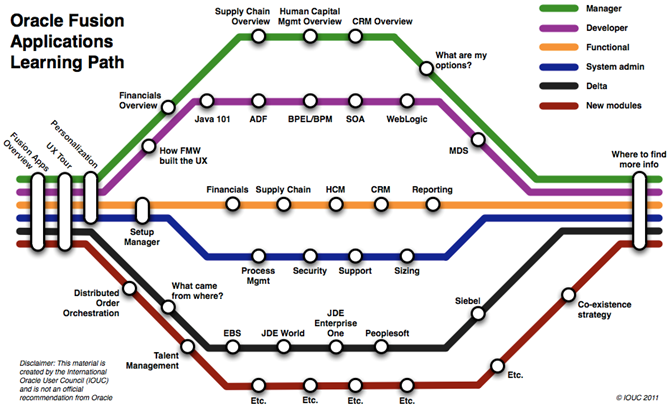 Oracle Fusion
Applications
Learning Path
Supply Chain
Overview
Human Capital
Mgmt Overview
CRM Overview
What are my
options?
Manager
Developer
Functional
System admin
Delta
New modules
Financials
Overview
Java 101
ADF
BPEL/BPM
SOA
WebLogic
How FMW
built the UX
MDS
Fusion Apps
Overview
UX Tour
Personalization
Where to find
more info
Financials
Supply Chain
HCM
CRM
Reporting
Setup
Manager
Process
Mgmt
Security
Support
Sizing
What came
from where?
Distributed
Order
Orchestration
EBS
JDE World
JDE
Enterprise
One
Peoplesoft
Siebel
Co-existence
strategy
Talent
Management
Etc.
Etc.
Etc.
Etc.
Etc.
Disclaimer: This material is
created by the International
Oracle User Council (IOUC)
and is not an official
recommendation from Oracle
© IOUC 2011